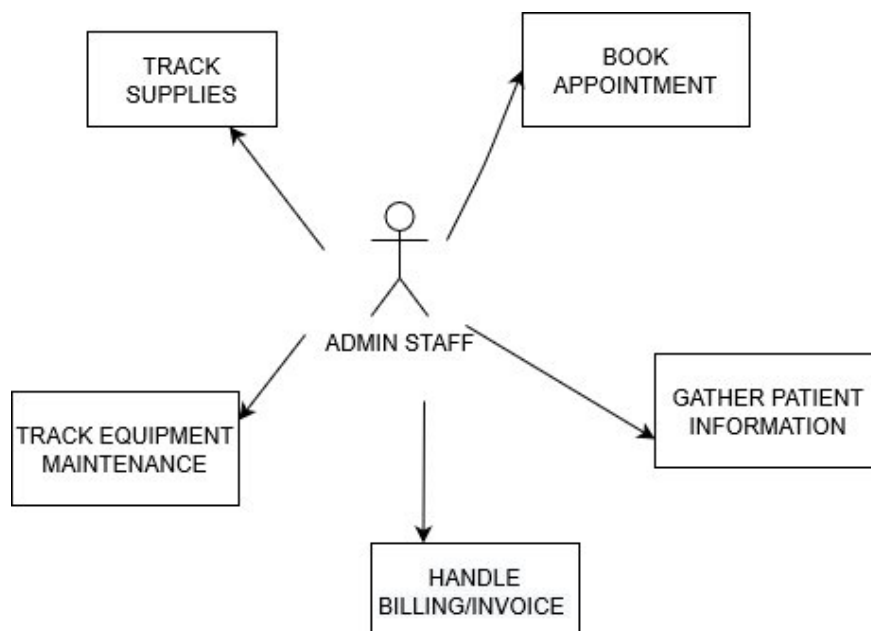 TRACK
SUPPLIES
BOOK
APPOINTMENT
ADMIN STAFF
TRACK EQUIPMENT
MAINTENANCE
GATHER PATIENT
INFORMATION
HANDLE
BILLING/INVOICE